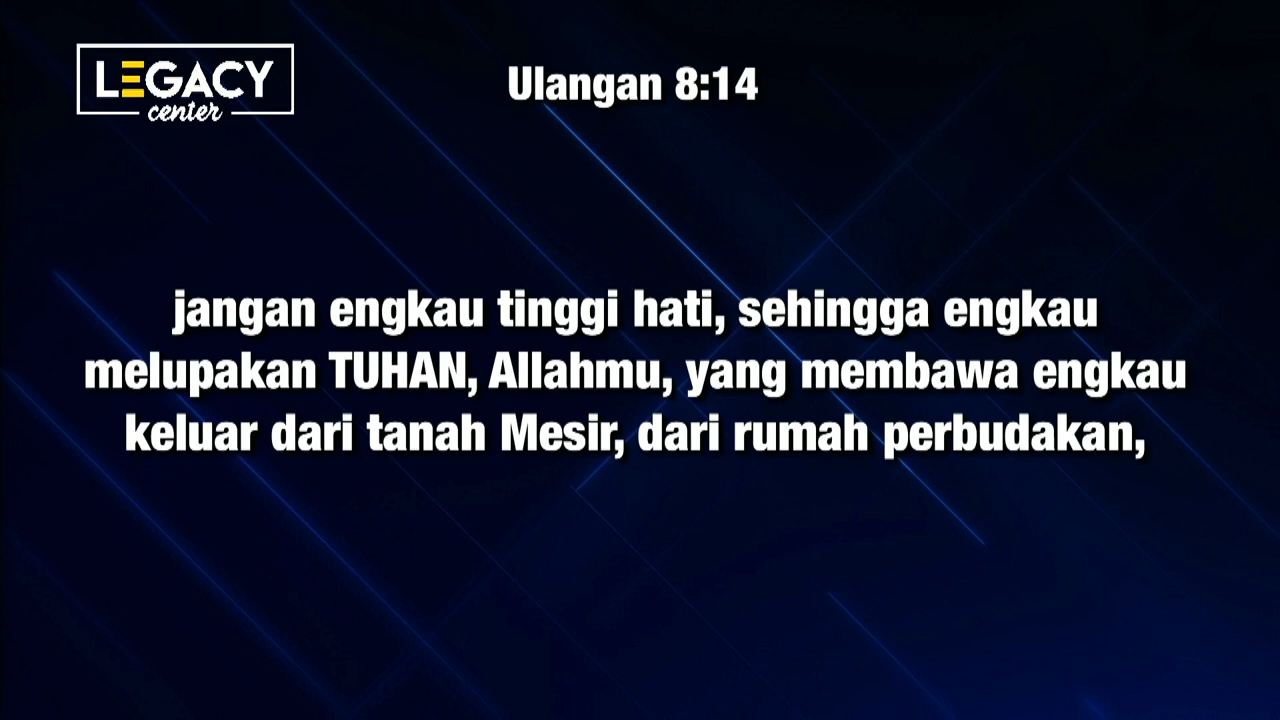 LEGACY
center
Ulangan 8:14
jangan engkau tinggi hati, sehingga engkau
melupakan TUHAN, Allahmu, yang membawa engkau
keluar dari tanah Mesir, dari rumah perbudakan,